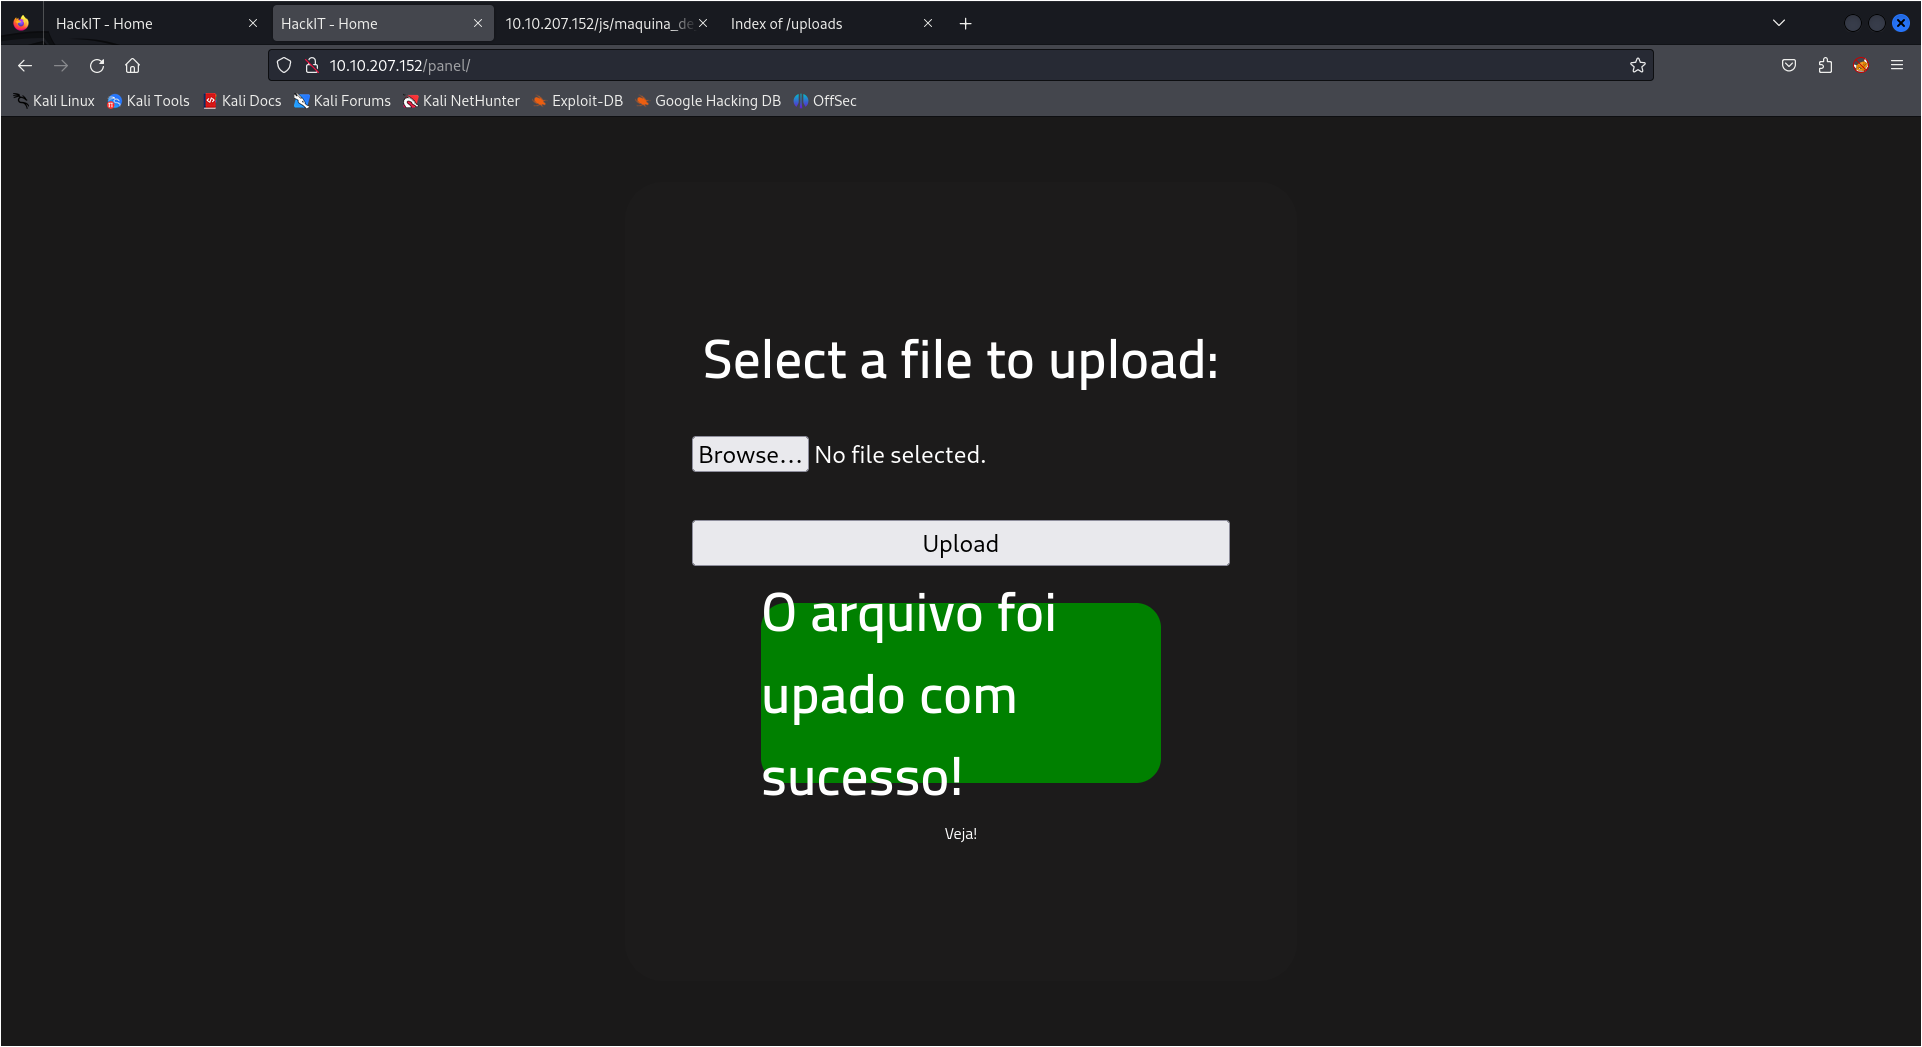 HackIT - Home
HackIT - Home
10.10.207.152/js/maquina_de
Index of /uploads
10.10.207.152/panel/
Kali Linux
Kali Tools
Kali Docs
Kali Forums
Kali NetHunter
Exploit-DB
Google Hacking DB
OffSec
Select a file to upload:
Browse... No file selected.
Upload
O arquivo foi
upado com
sucesso!
Veja!